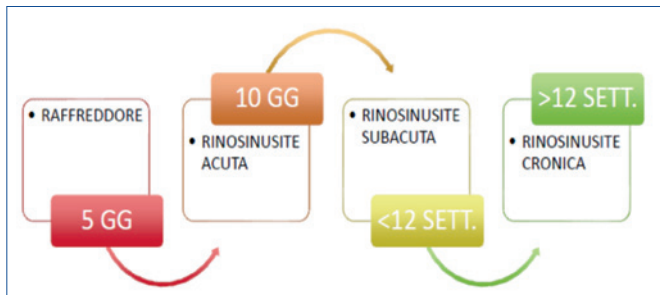 • RAFFREDDORE
5 GG
10 GG
• RINOSINUSITE
ACUTA
• RINOSINUSITE
SUBACUTA
<12 SETT.
>12 SETT.
• RINOSINUSITE
CRONICA